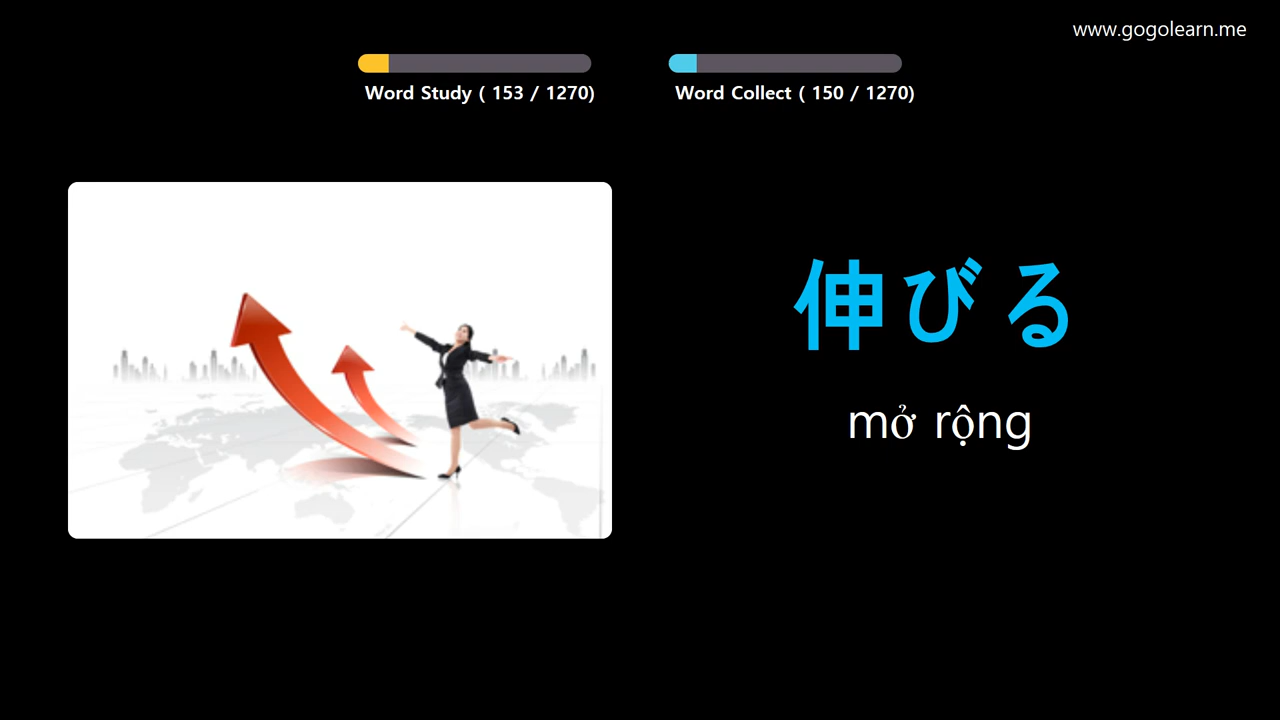 www.gogolearn.me
Word Study ( 153 / 1270)
Word Collect ( 150 / 1270)
伸びる
mở rộng